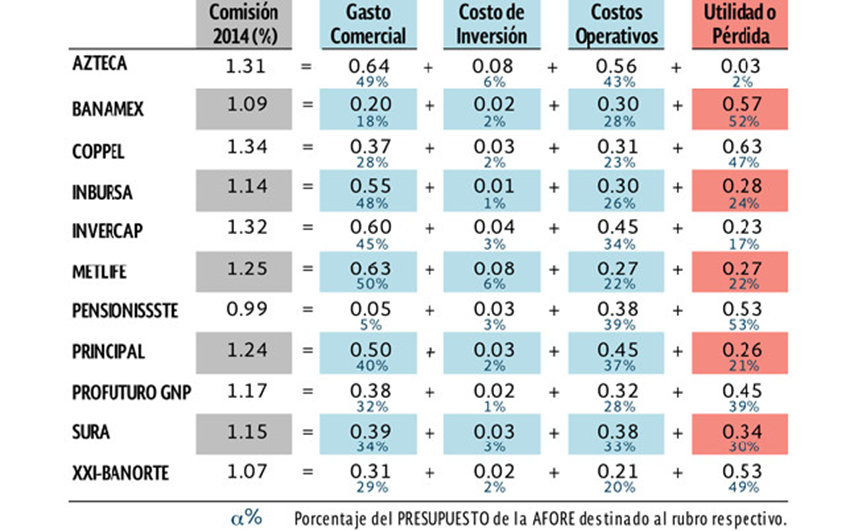 Comisión 2014 (%) Gasto Comercial Costo de Inversión Costos Operativos Utilidad o Pérdida
AZTECA 1.31 = 0.64 + 0.08 + 0.56 + 0.03
49% 6% 43% 2%
BANAMEX 1.09 = 0.20 + 0.02 + 0.30 + 0.57
18% 2% 28% 52%
COPPEL 1.34 = 0.37 + 0.03 + 0.31 + 0.63
28% 2% 23% 47%
INBURSA 1.14 = 0.55 + 0.01 + 0.30 + 0.28
48% 1% 26% 24%
INVERCAP 1.32 = 0.60 + 0.04 + 0.45 + 0.23
45% 3% 34% 17%
METLIFE 1.25 = 0.63 + 0.08 + 0.27 + 0.27
50% 6% 22% 22%
PENSIONISSSTE 0.99 = 0.05 + 0.03 + 0.38 + 0.53
5% 3% 39% 53%
PRINCIPAL 1.24 = 0.50 + 0.03 + 0.45 + 0.26
40% 2% 37% 21%
PROFUTURO GNP 1.17 = 0.38 + 0.02 + 0.32 + 0.45
32% 1% 28% 39%
SURA 1.15 = 0.39 + 0.03 + 0.38 + 0.34
34% 3% 33% 30%
XXI-BANORTE 1.07 = 0.31 + 0.02 + 0.21 + 0.53
29% 2% 20% 49%
α% Porcentaje del PRESUPUESTO de la AFORE destinado al rubro respectivo.